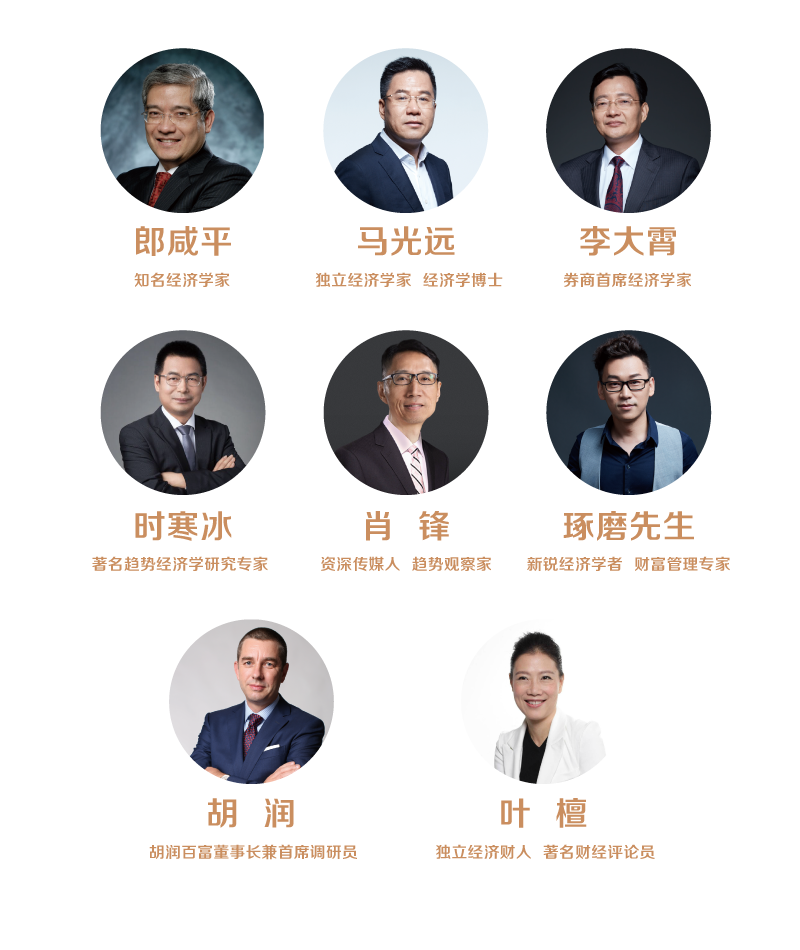 郎咸平 马光远 李大霄
知名经济学家 独立经济学家 经济学博士 券商首席经济学家
时寒冰 肖 锋 琢磨先生
著名趋势经济学研究专家 资深传媒人 趋势观察家 新锐经济学者 财富管理专家
胡 润 叶 檀
胡润百富董事长兼首席调研员 独立经济财人 著名财经评论员